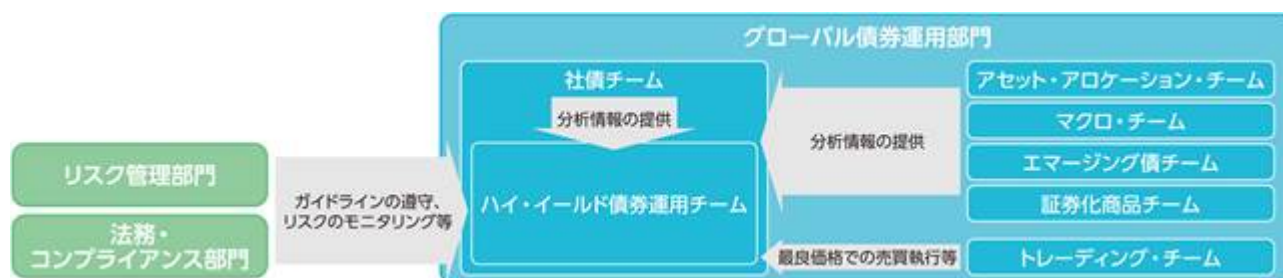 グローバル債券運用部門
社債チーム
分析情報の提供
ハイ・イールド債券運用チーム
リスク管理部門
法務・
コンプライアンス部門
ガイドラインの遵守、
リスクのモニタリング等
分析情報の提供
アセット・アロケーション・チーム
マクロ・チーム
エマージング債チーム
証券化商品チーム
最良価格での売買執行等
トレーディング・チーム